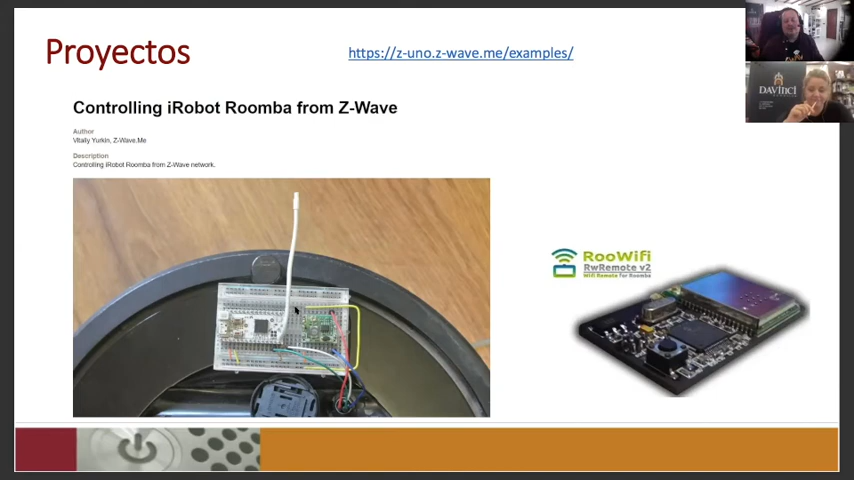 Proyectos
https://z-uno.z-wave.me/examples/
Controlling iRobot Roomba from Z-Wave
Author
Vitaliy Yurkin, Z-Wave.Me
Description
Controlling iRobot Roomba from Z-Wave network.
RooWifi
RwRemote v2
Wifi Remote for Roomba
DAVINCI